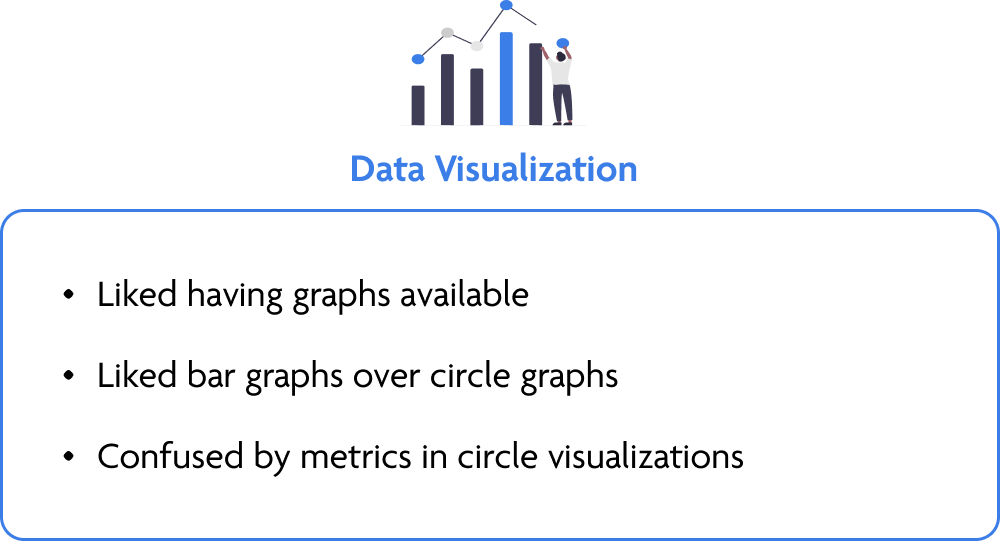 Data Visualization
• Liked having graphs available
• Liked bar graphs over circle graphs
• Confused by metrics in circle visualizations